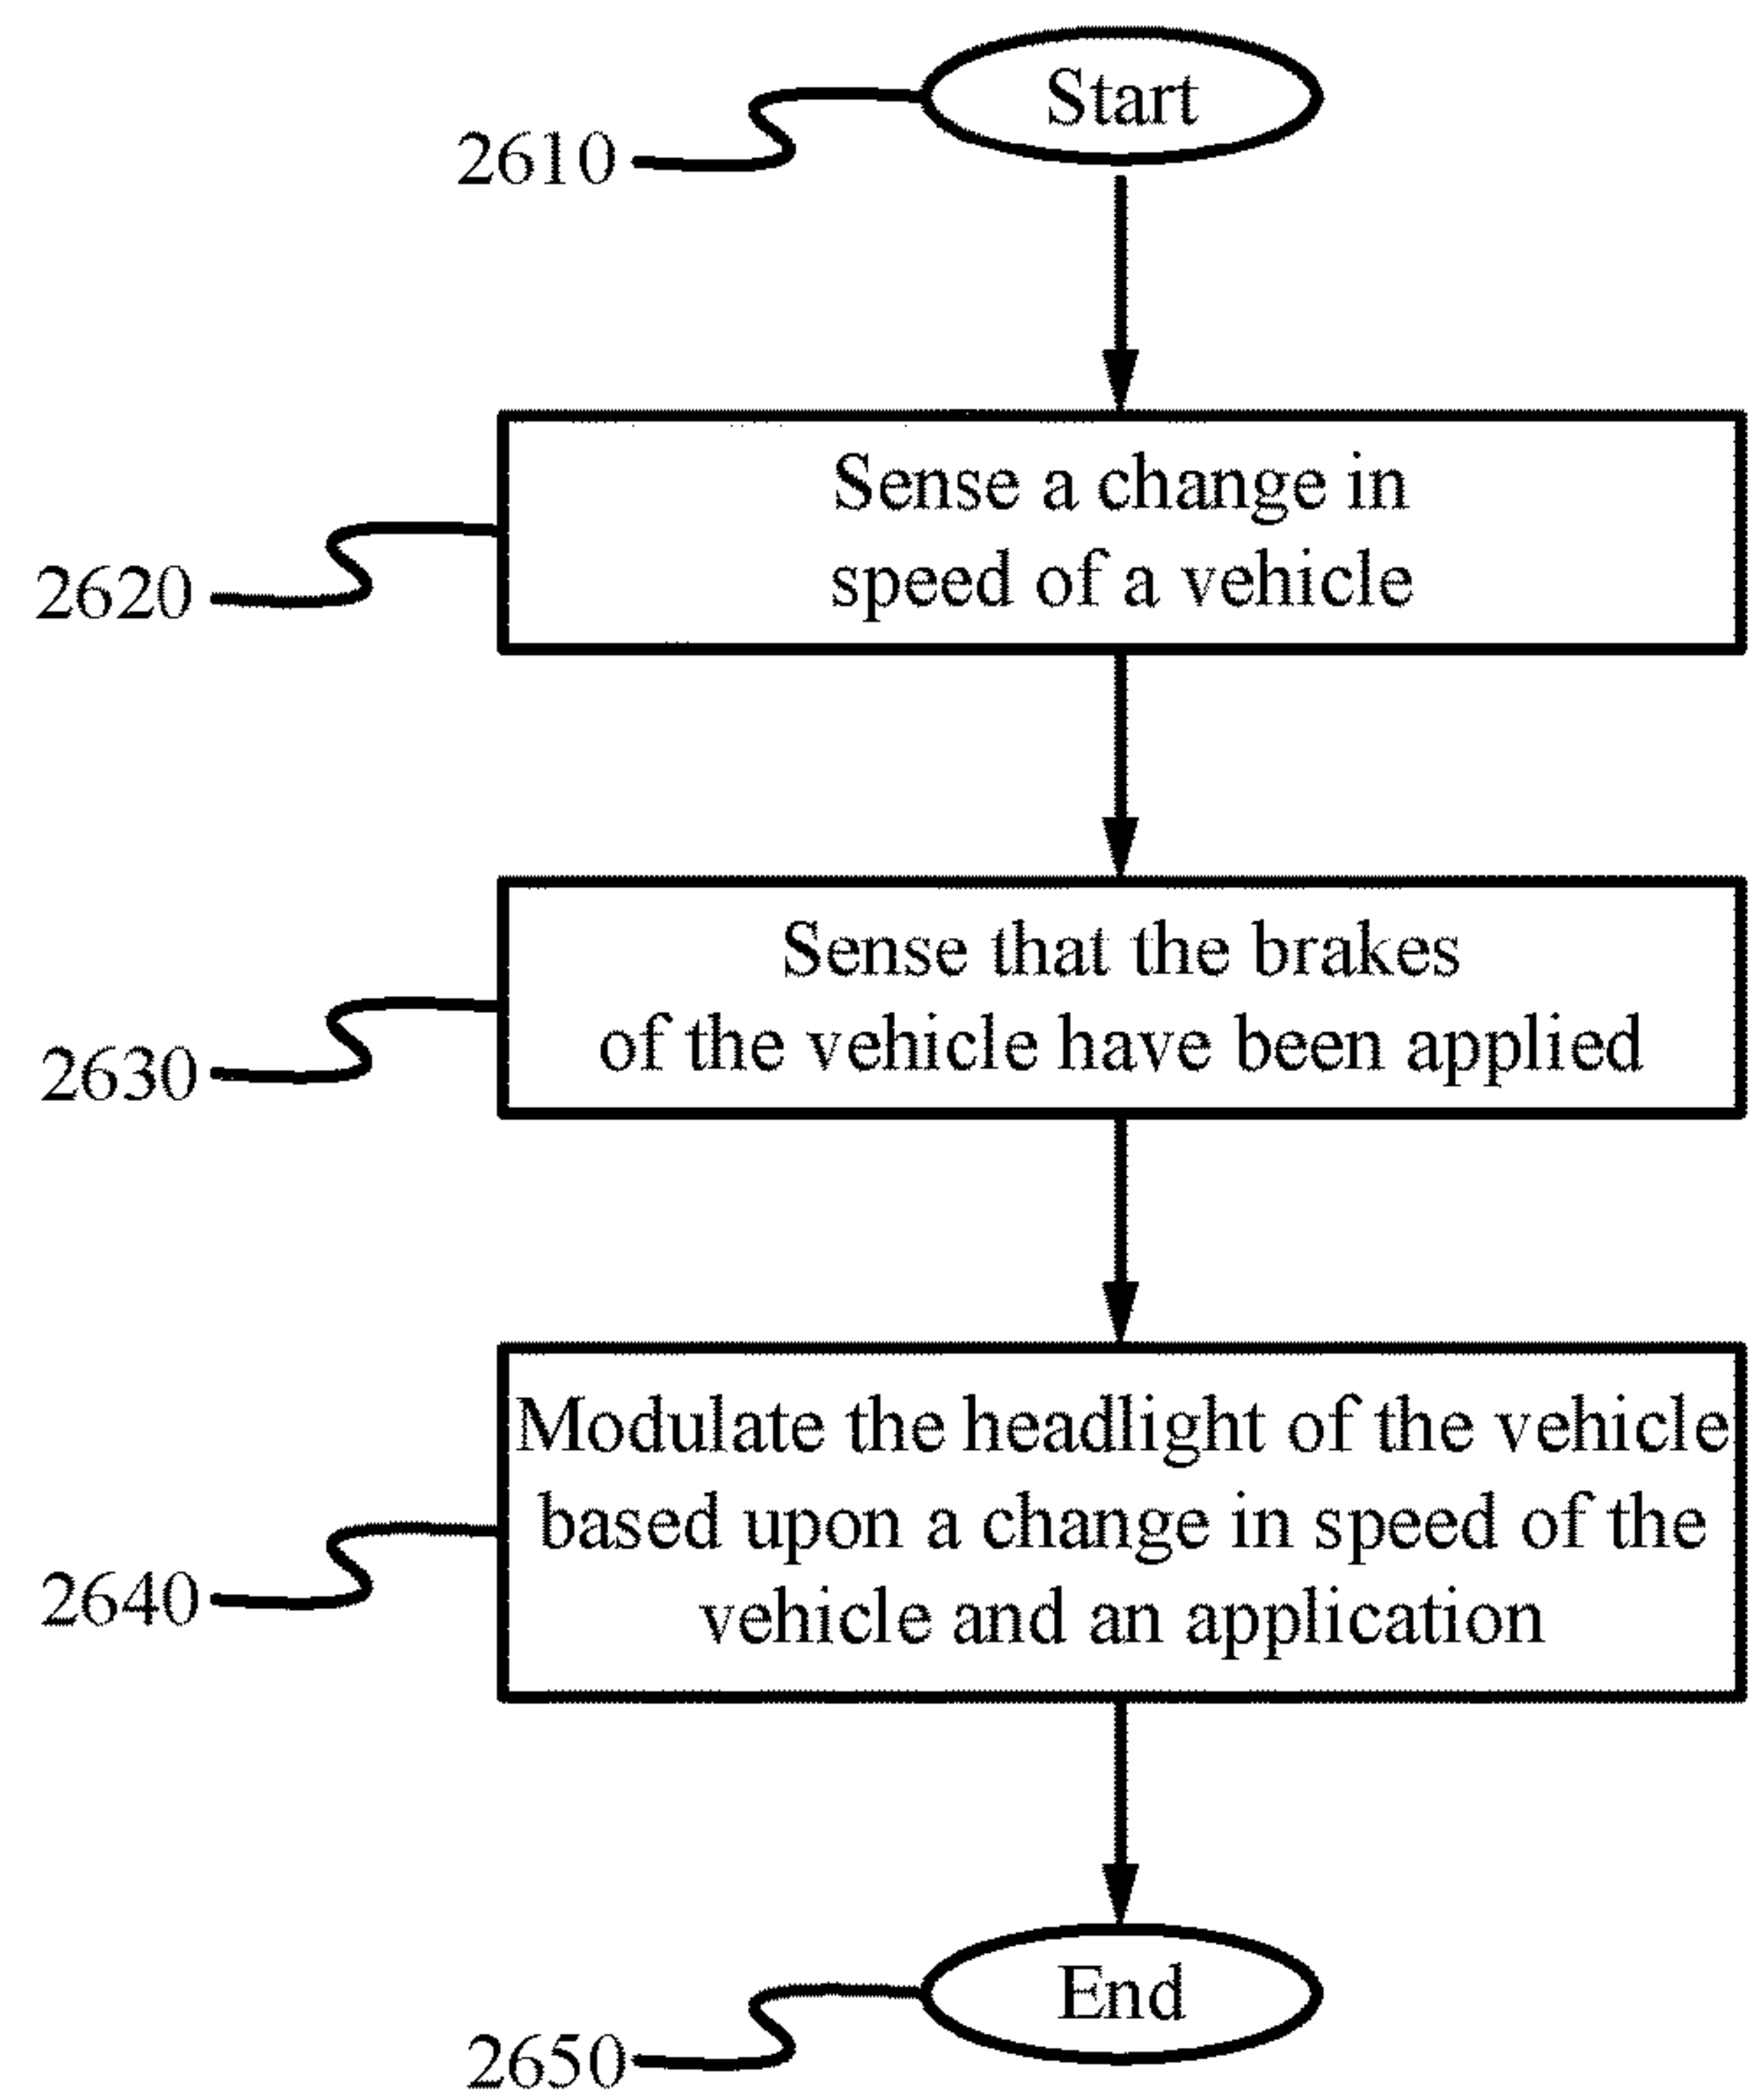 Start
2610
Sense a change in
speed of a vehicle
2620
Sense that the brakes
of the vehicle have been applied
2630
Modulate the headlight of the vehicle
based upon a change in speed of the
vehicle and an application
2640
End
2650